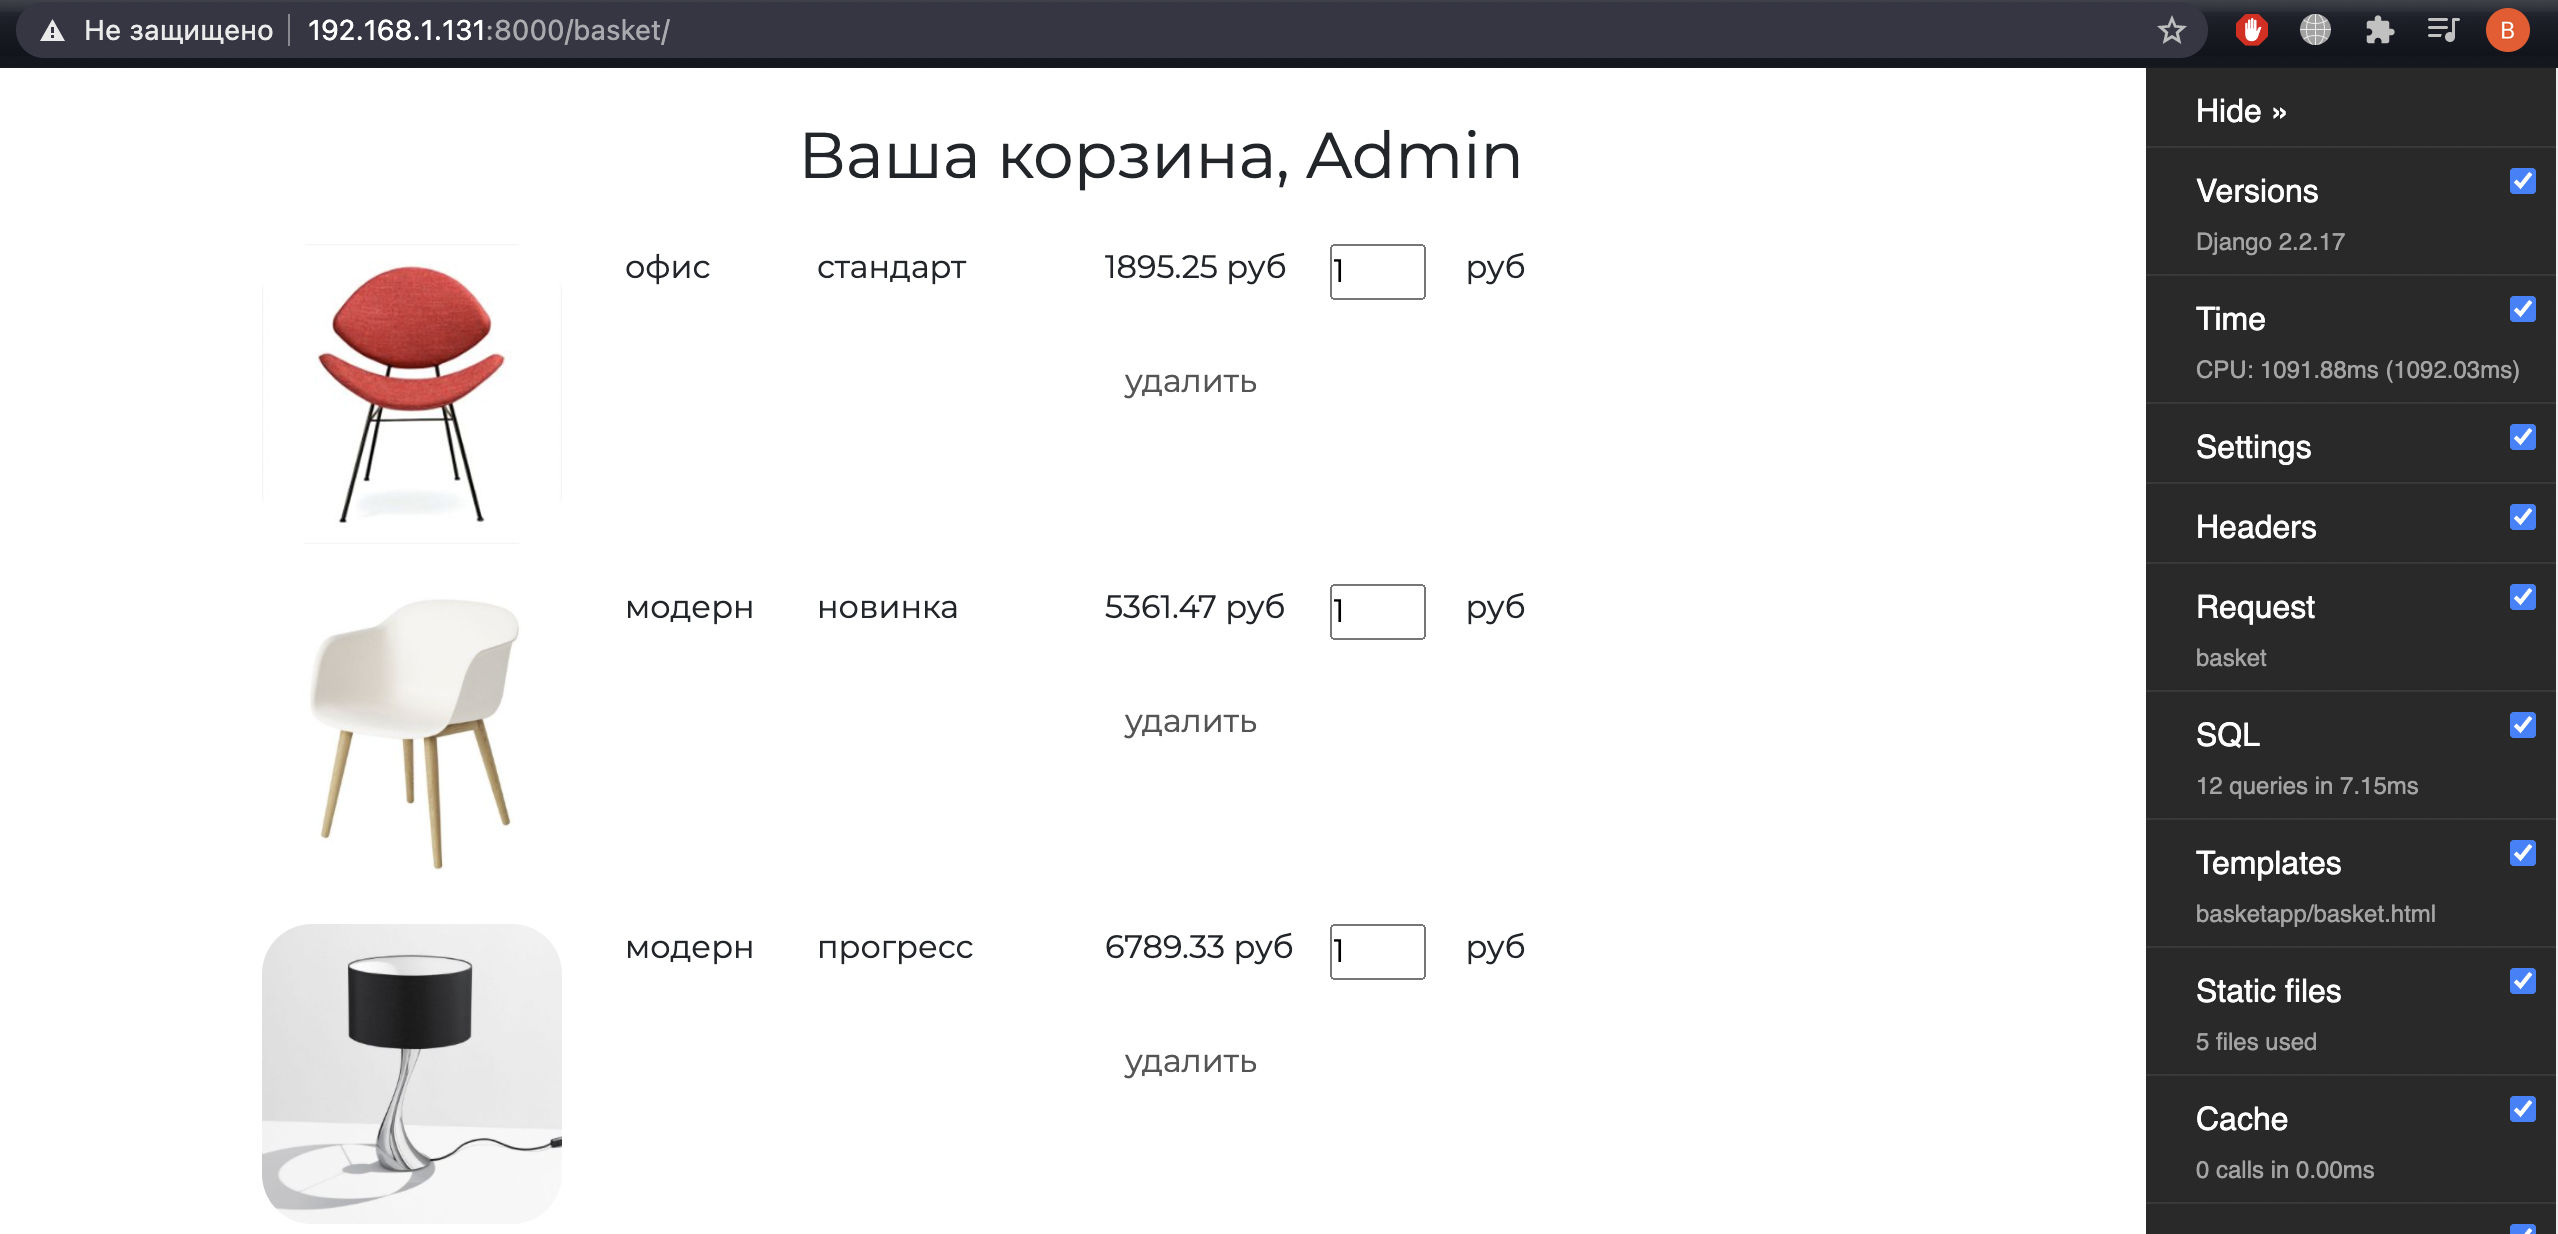 Не защищено 192.168.1.131:8000/basket/ B
Ваша корзина, Admin
офис стандарт 1895.25 руб 1 руб
удалить
модерн новинка 5361.47 руб 1 руб
удалить
модерн прогресс 6789.33 руб 1 руб
удалить
Hide »
Versions
Django 2.2.17
Time
CPU: 1091.88ms (1092.03ms)
Settings
Headers
Request
basket
SQL
12 queries in 7.15ms
Templates
basketapp/basket.html
Static files
5 files used
Cache
0 calls in 0.00ms